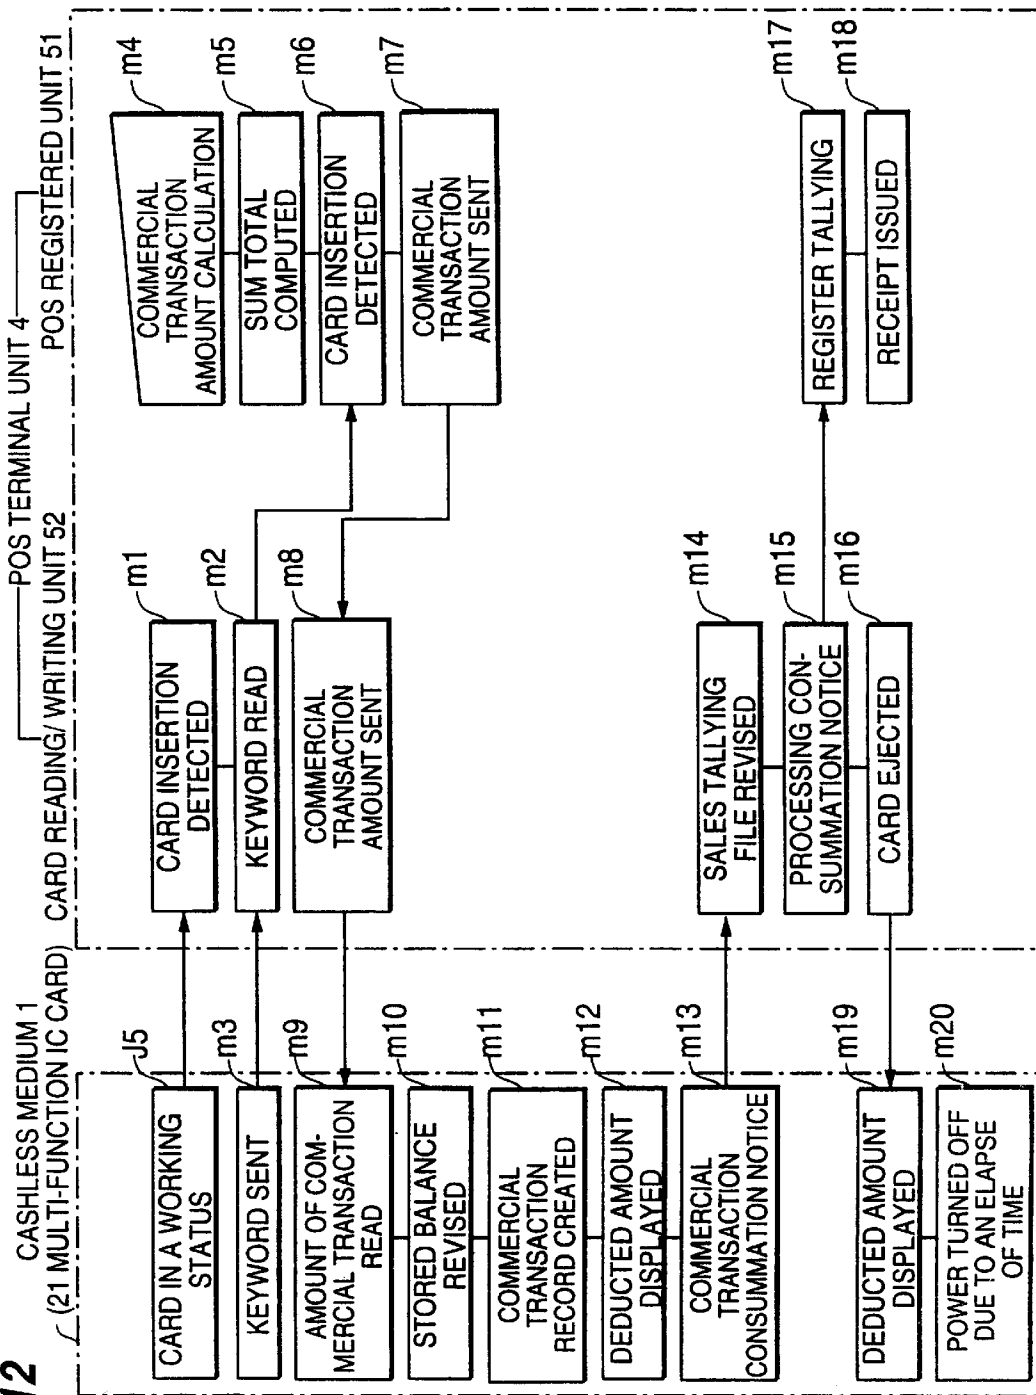 12
CASHLESS MEDIUM 1
(21 MULTI-FUNCTION IC CARD)
POS TERMINAL UNIT 4
CARD READING/WRITING UNIT 52
POS REGISTERED UNIT 51
J5
CARD IN A WORKING
STATUS
m3
KEYWORD SENT
m9
AMOUNT OF COM-
MERCIAL TRANSACTION
READ
m10
STORED BALANCE
REVISED
m11
COMMERCIAL
TRANSACTION
RECORD CREATED
m12
DEDUCTED AMOUNT
DISPLAYED
m13
COMMERCIAL
TRANSACTION
CONSUMMATION NOTICE
m19
DEDUCTED AMOUNT
DISPLAYED
m20
POWER TURNED OFF
DUE TO AN ELAPSE
OF TIME
m1
CARD INSERTION
DETECTED
m2
KEYWORD READ
m8
COMMERCIAL
TRANSACTION
AMOUNT SENT
m14
SALES TALLYING
FILE REVISED
m15
PROCESSING CON-
SUMMATION NOTICE
m16
CARD EJECTED
m4
COMMERCIAL
TRANSACTION
AMOUNT CALCULATION
m5
SUM TOTAL
COMPUTED
m6
CARD INSERTION
DETECTED
m7
COMMERCIAL
TRANSACTION
AMOUNT SENT
m17
REGISTER TALLYING
m18
RECEIPT ISSUED